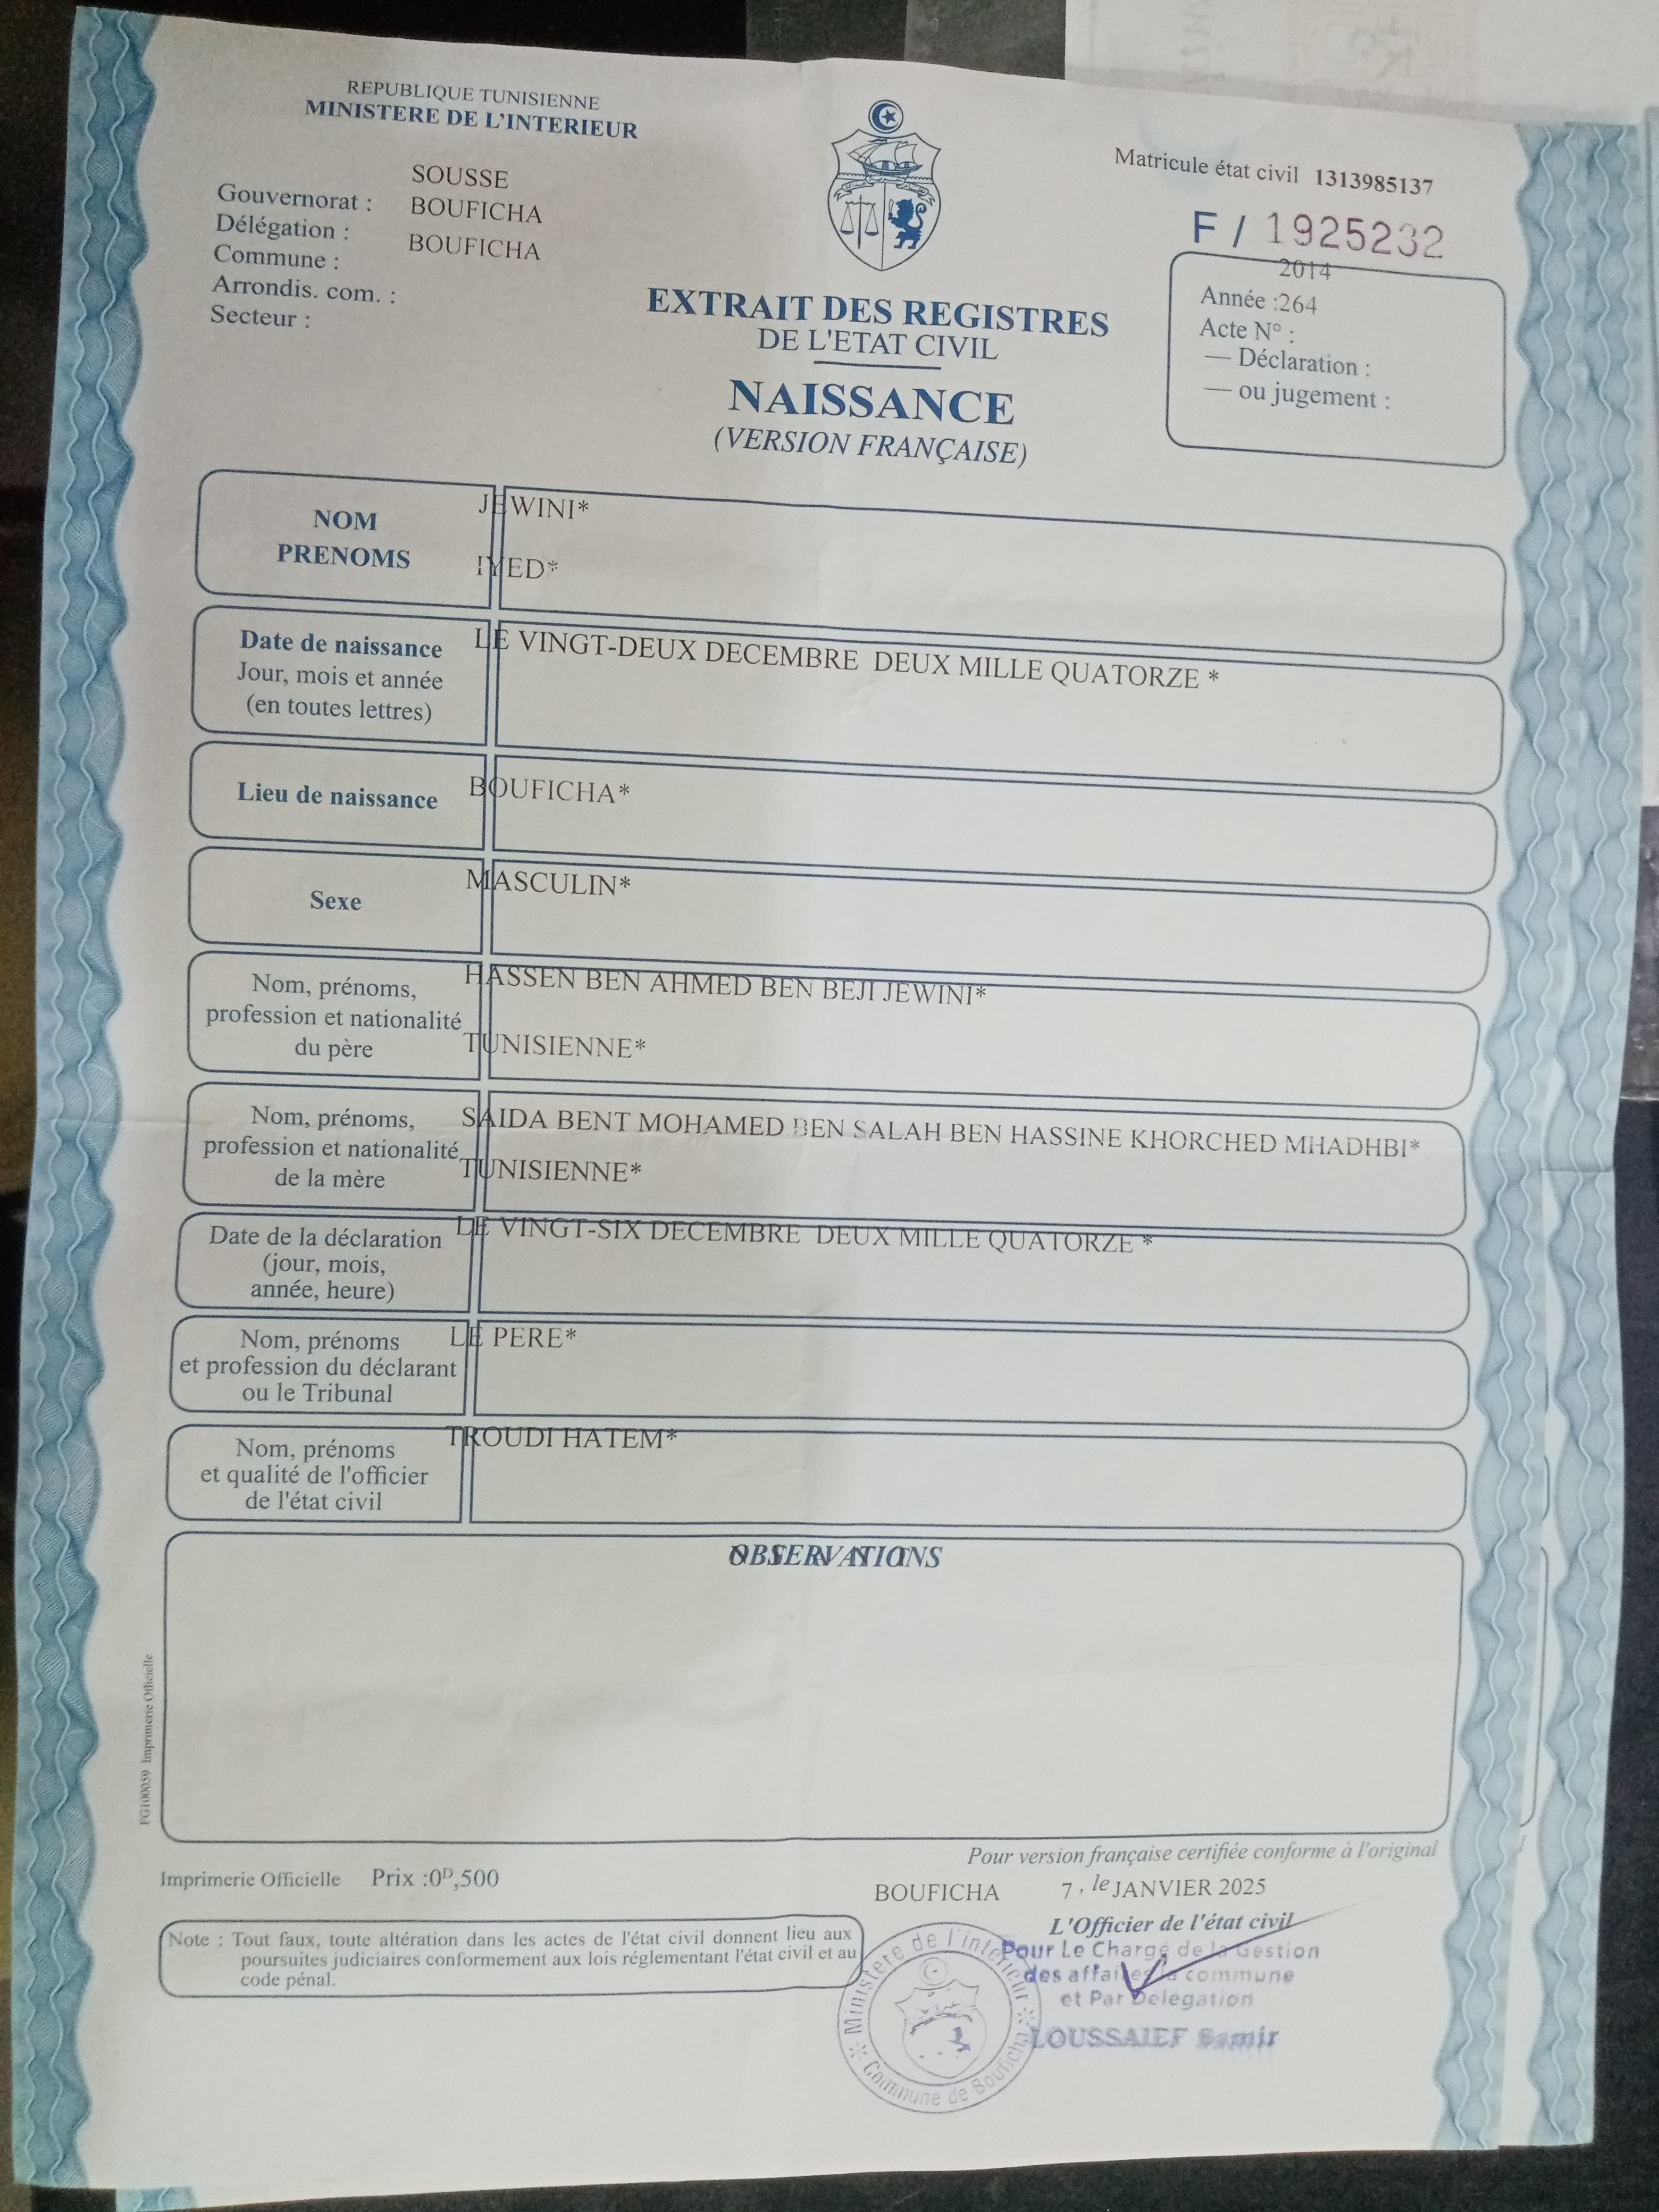 REPUBLIQUE TUNISIENNE
MINISTERE DE L'INTERIEUR
SOUSSE
Gouvernorat : BOUFICHA
Délégation :
Commune : BOUFICHA
Arrondis. com. :
Secteur :
Matricule état civil 1313985137
F / 1925232
2014
Année :264
Acte N° :
— Déclaration :
— ou jugement :
EXTRAIT DES REGISTRES
DE L'ETAT CIVIL
NAISSANCE
(VERSION FRANÇAISE)
NOM
JEWINI*
PRENOMS
IYED*
Date de naissance
Jour, mois et année
(en toutes lettres)
LE VINGT-DEUX DECEMBRE DEUX MILLE QUATORZE *
Lieu de naissance
BOUFICHA*
Sexe
MASCULIN*
Nom, prénoms,
profession et nationalité
du père
HASSEN BEN AHMED BEN BEJI JEWINI*
TUNISIENNE*
Nom, prénoms,
profession et nationalité
de la mère
SAIDA BENT MOHAMED BEN SALAH BEN HASSINE KHORCHED MHADHBI*
TUNISIENNE*
Date de la déclaration
(jour, mois,
année, heure)
LE VINGT-SIX DECEMBRE DEUX MILLE QUATORZE *
Nom, prénoms
et profession du déclarant
ou le Tribunal
LE PERE*
Nom, prénoms
et qualité de l'officier
de l'état civil
TROUDI HATEM*
OBSERVATIONS
FG100059 Imprimerie Officielle
Imprimerie Officielle Prix :0ᴰ,500
Pour version française certifiée conforme à l'original
BOUFICHA 7 , le JANVIER 2025
L'Officier de l'état civil
Note : Tout faux, toute altération dans les actes de l'état civil donnent lieu aux
poursuites judiciaires conformement aux lois réglementant l'état civil et au
code pénal.
Pour Le Chargé de la Gestion
des affaires commune
et Par Délégation
LOUSSAIEF Samir
Ministère de l'intérieur
Commune de Bouficha